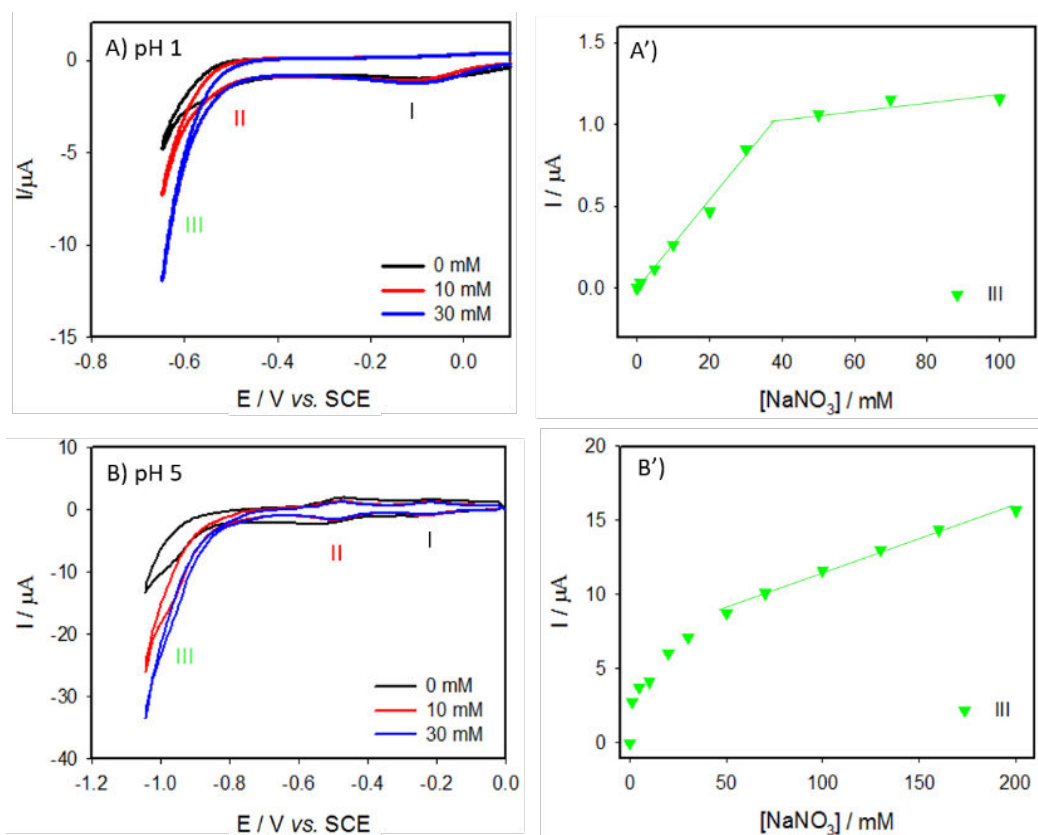 A) pH 1
0
-5
-10
-15
I/µA
I
II
III
0 mM
10 mM
30 mM
-0.8
-0.6
-0.4
-0.2
0.0
E / V vs. SCE
A')
1.5
1.0
0.5
0.0
I / µA
III
0
20
40
60
80
100
[NaNO₃] / mM
B) pH 5
10
0
-10
-20
-30
-40
I / µA
I
II
III
0 mM
10 mM
30 mM
-1.2
-1.0
-0.8
-0.6
-0.4
-0.2
0.0
E / V vs. SCE
B')
20
15
10
5
0
I / µA
III
0
50
100
150
200
[NaNO₃] / mM